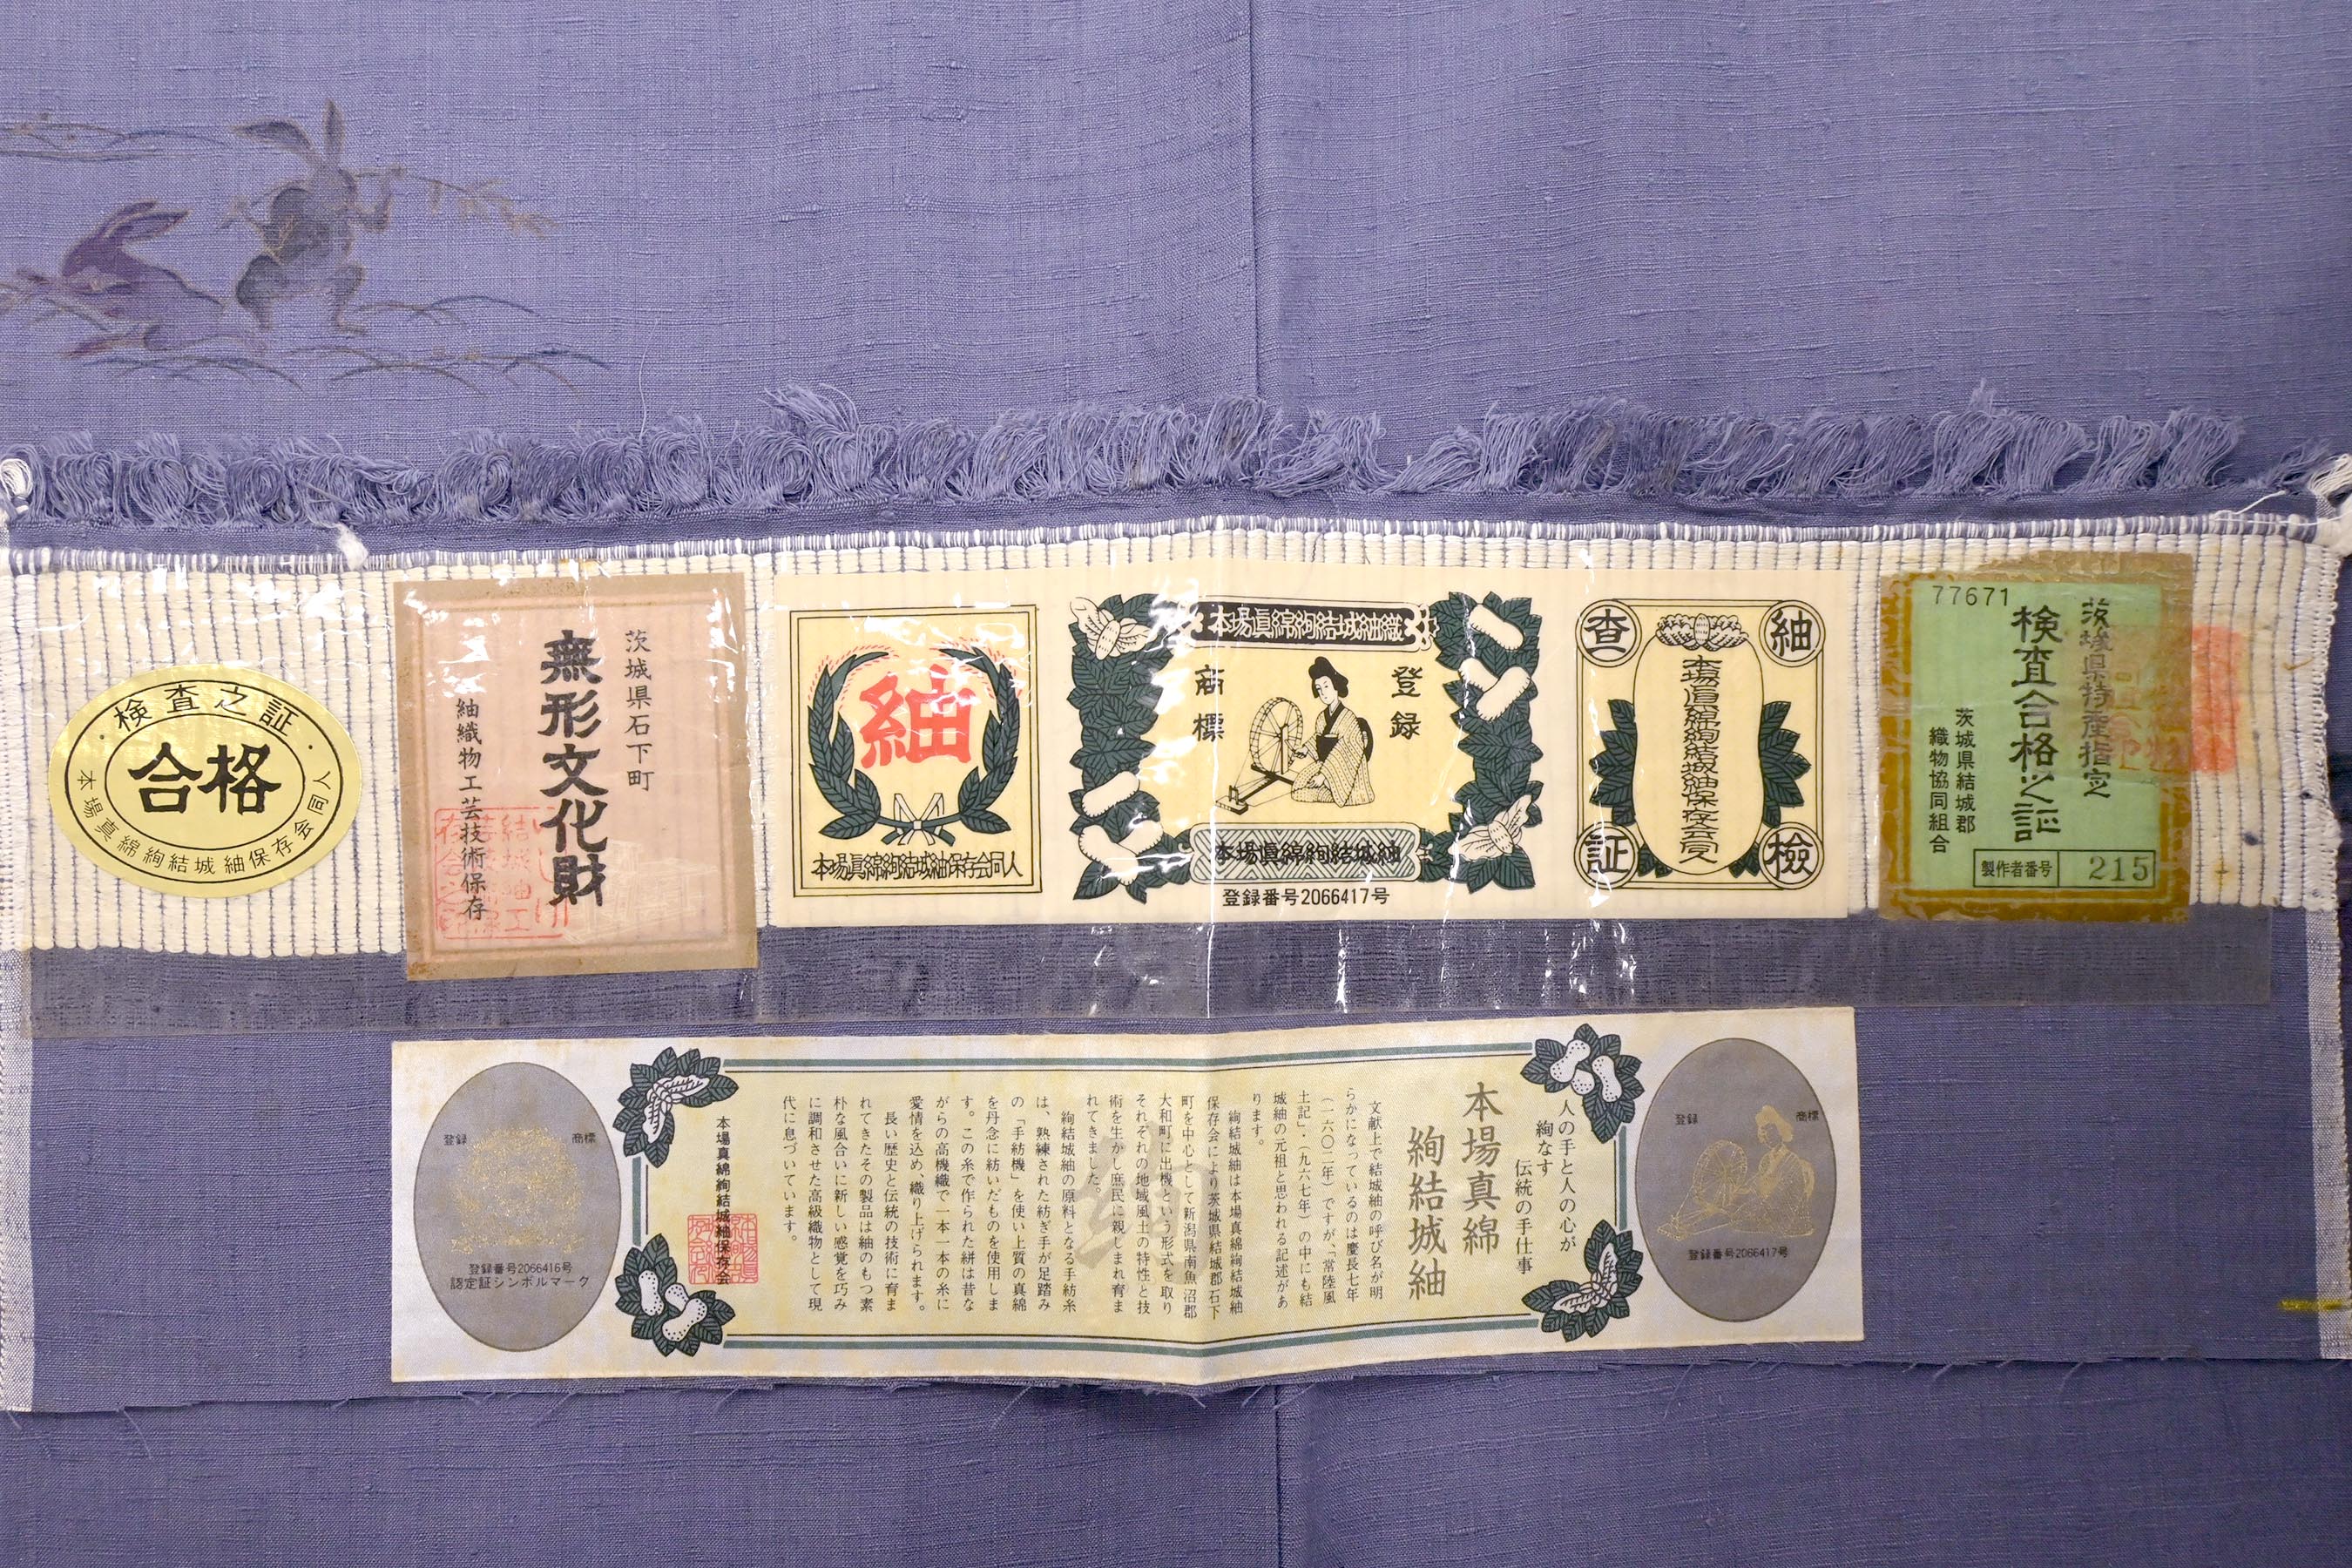 検査之証
合格
本場真綿絢結城紬保存会同人
茨城県石下町
無形文化財
紬織物工芸技術保存
紬
本場眞綿絢結城紬保存会同人
本場眞綿絢結城紬織
登録
商標
本場眞綿絢結城紬
登録番号2066417号
紬
検
査
証
本場眞綿絢結城紬保存会同人
77671
茨城県特産指定
検査合格之証
茨城県結城郡
織物協同組合
製作者番号
215
登録
商標
登録番号2066417号
人の手と人の心が
絢なす
伝統の手仕事
本場真綿
絢結城紬
文献上で結城紬の呼び名が明
らかになっているのは慶長七年
(一六〇二年)ですが、「常陸風
土記」・(九六七年)の中にも結
城紬の元祖と思われる記述があ
ります。
絢結城紬は本場真綿絢結城紬
保存会により茨城県結城郡石下
町を中心として新潟県南魚沼郡
大和町に出機という形式を取り
それぞれの地域風土の特性と技
術を生かし庶民に親しまれ育ま
れてきました。
絢結城紬の原料となる手紡糸
は、熟練された紡ぎ手が足踏み
の「手紡機」を使い上質の真綿
を丹念に紡いだものを使用しま
す。この糸で作られた絣は昔な
がらの高機織で一本一本の糸に
愛情を込め織り上げられます。
長い歴史と伝統の技術に育ま
れてきたその製品は紬のもつ素
朴な風合いに新しい感覚を巧み
に調和させた高級織物として現
代に息づいています。
本場真綿絢結城紬保存会
登録
商標
登録番号2066416号
認定証シンボルマーク